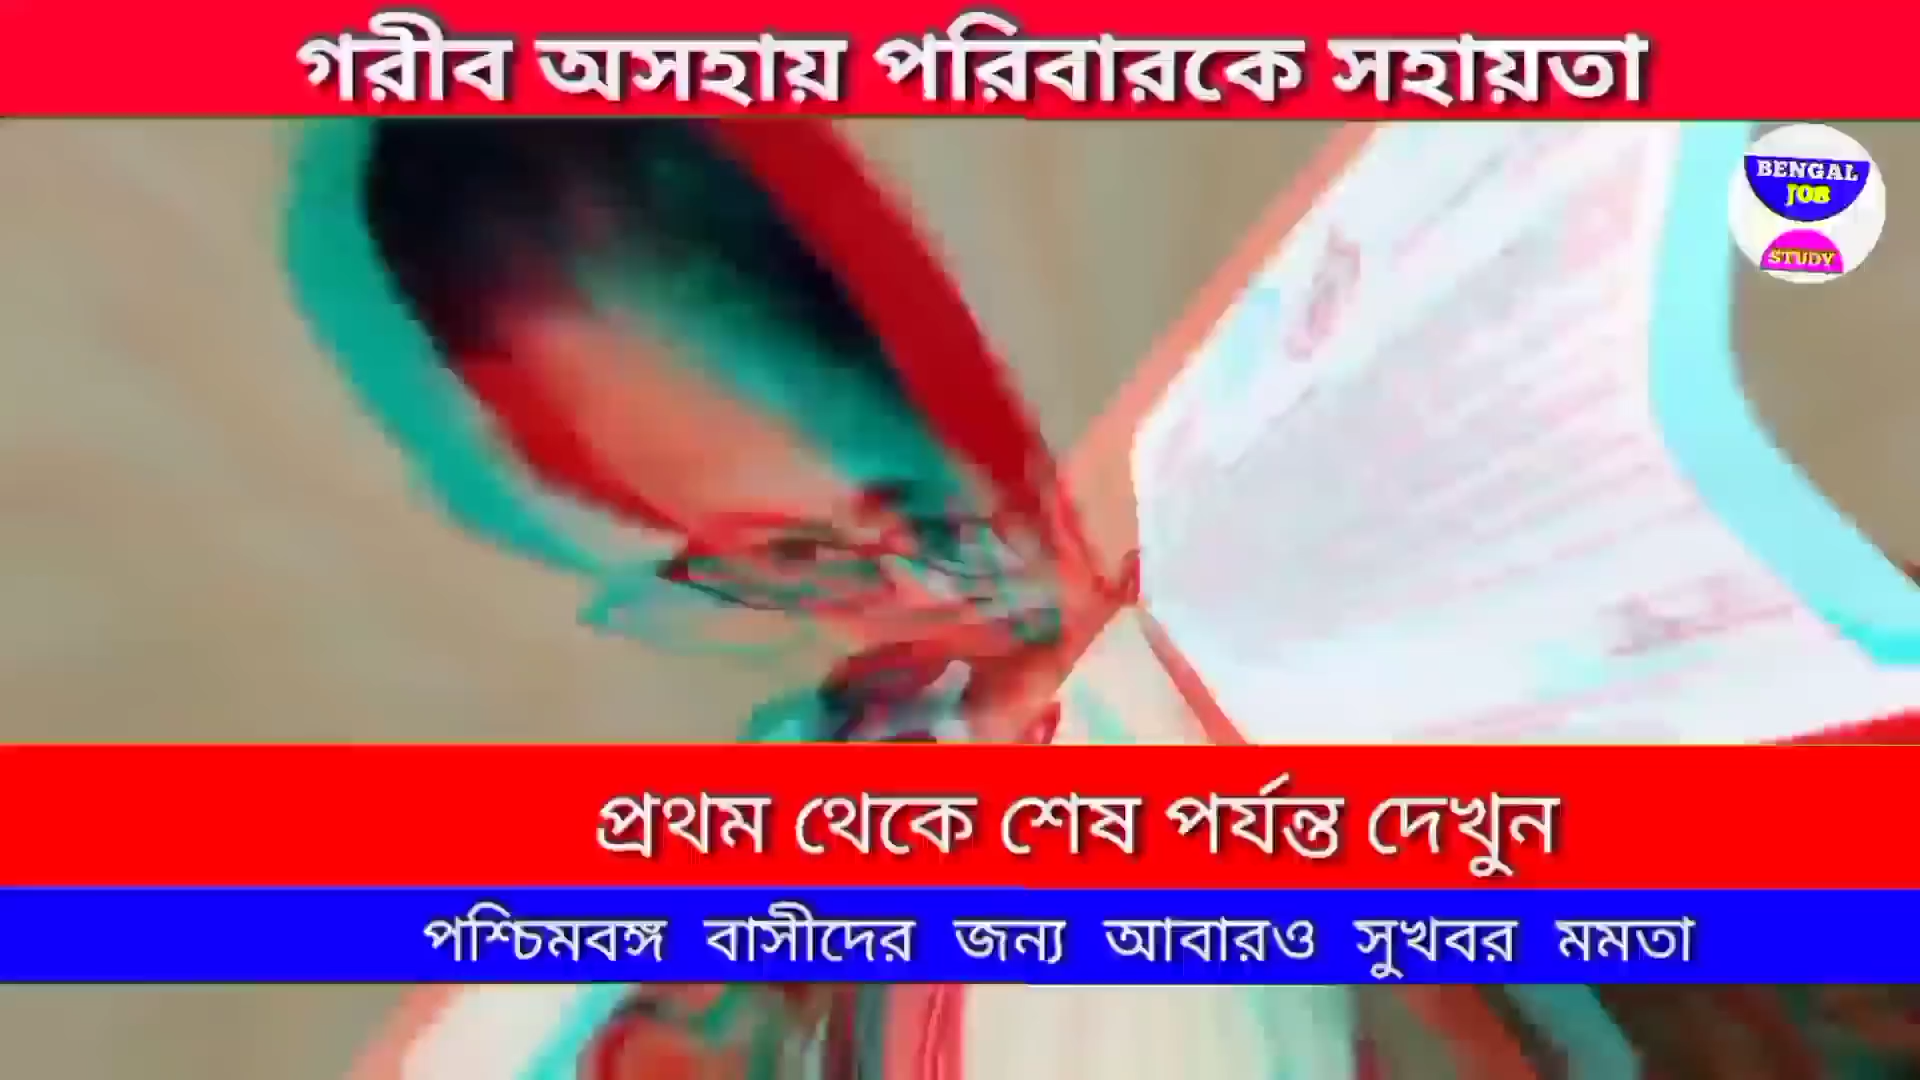 গরীব অসহায় পরিবারকে সহায়তা
BENGAL
JOB
STUDY
প্রথম থেকে শেষ পর্যন্ত দেখুন
পশ্চিমবঙ্গ বাসীদের জন্য আবারও সুখবর মমতা